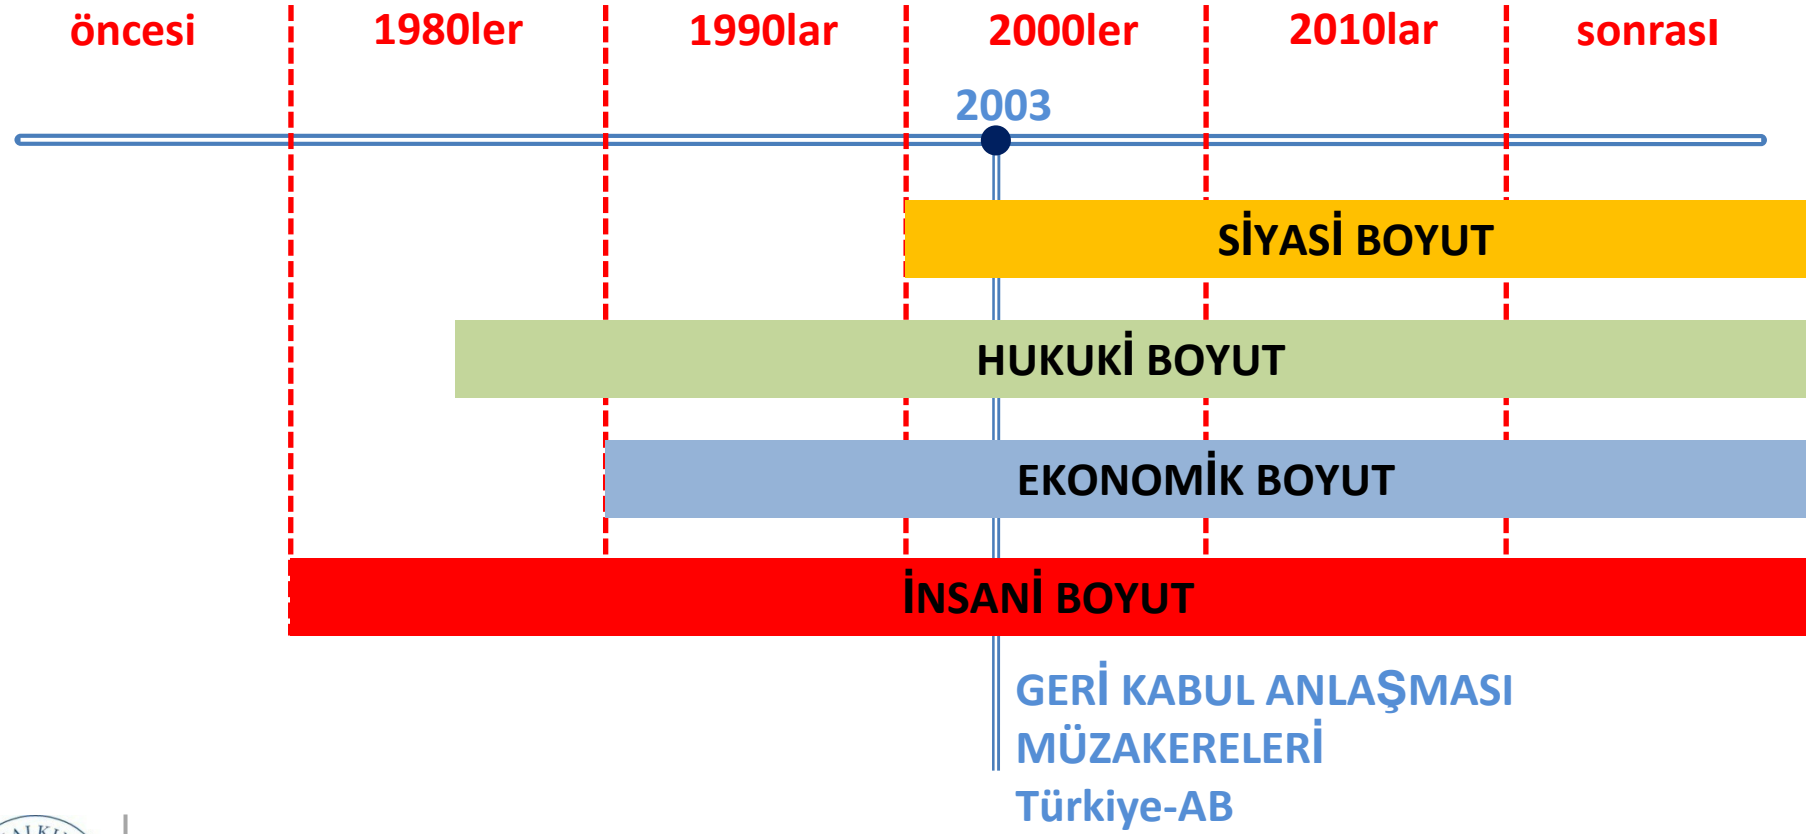 öncesi 1980ler 1990lar 2000ler 2010lar sonrası
2003
SİYASİ BOYUT
HUKUKİ BOYUT
EKONOMİK BOYUT
İNSANİ BOYUT
GERİ KABUL ANLAŞMASI
MÜZAKERELERİ
Türkiye-AB